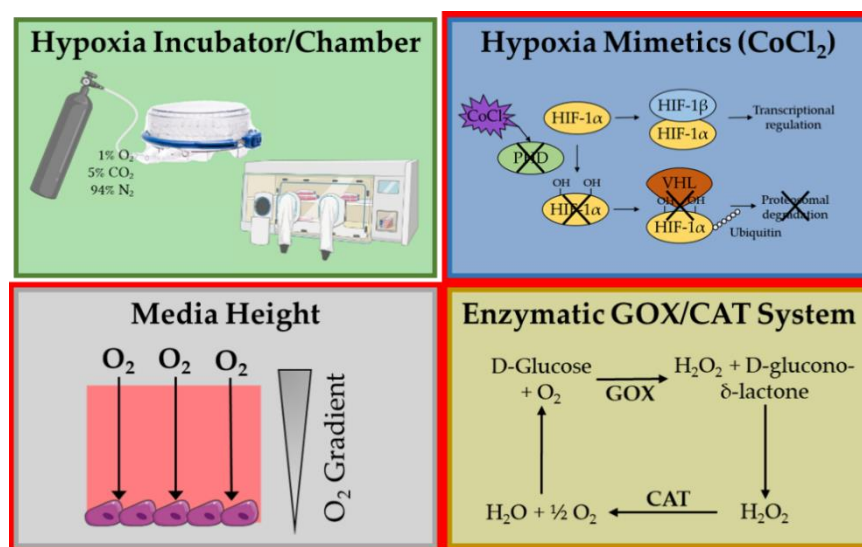 Hypoxia Incubator/Chamber
1% O₂
5% CO₂
94% N₂
Hypoxia Mimetics (CoCl₂)
CoCl
PHD
HIF-1α
HIF-1β
HIF-1α
Transcriptional
regulation
OH OH
HIF-1α
VHL
OH OH
HIF-1α
Ubiquitin
Proteosomal
degradation
Media Height
O₂ O₂ O₂
O₂ Gradient
Enzymatic GOX/CAT System
D-Glucose
+ O₂
GOX
H₂O₂ + D-glucono-
δ-lactone
H₂O + ½ O₂
CAT
H₂O₂